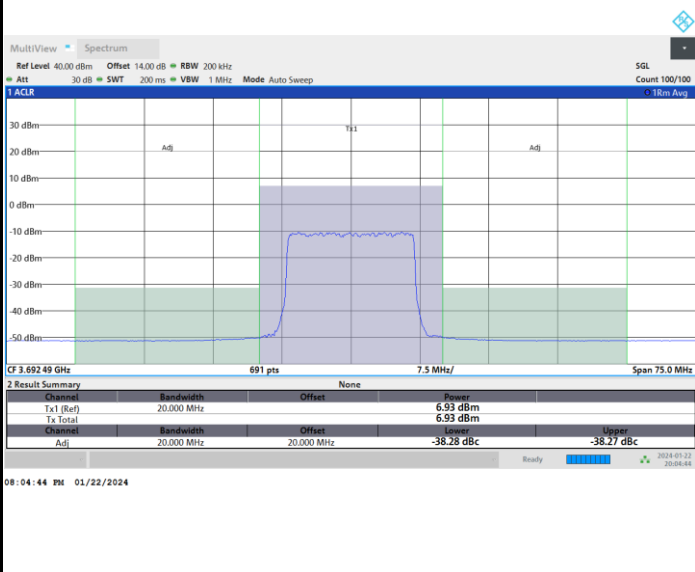 MultiView Spectrum
Ref Level 40.00 dBm Offset 14.00 dB RBW 200 kHz SGL
Att 30 dB SWT 200 ms VBW 1 MHz Mode Auto Sweep Count 100/100
1 ACLR 1Rm Avg
Tx1
30 dBm
Adj Adj
20 dBm
10 dBm
0 dBm
-10 dBm
-20 dBm
-30 dBm
-40 dBm
-50 dBm
CF 3.692 49 GHz 691 pts 7.5 MHz/ Span 75.0 MHz
2 Result Summary None
Channel Bandwidth Offset Power
Tx1 (Ref) 20.000 MHz 6.93 dBm
Tx Total 6.93 dBm
Channel Bandwidth Offset Lower Upper
Adj 20.000 MHz 20.000 MHz -38.28 dBc -38.27 dBc
Ready 2024-01-22
20:04:44
08:04:44 PM 01/22/2024